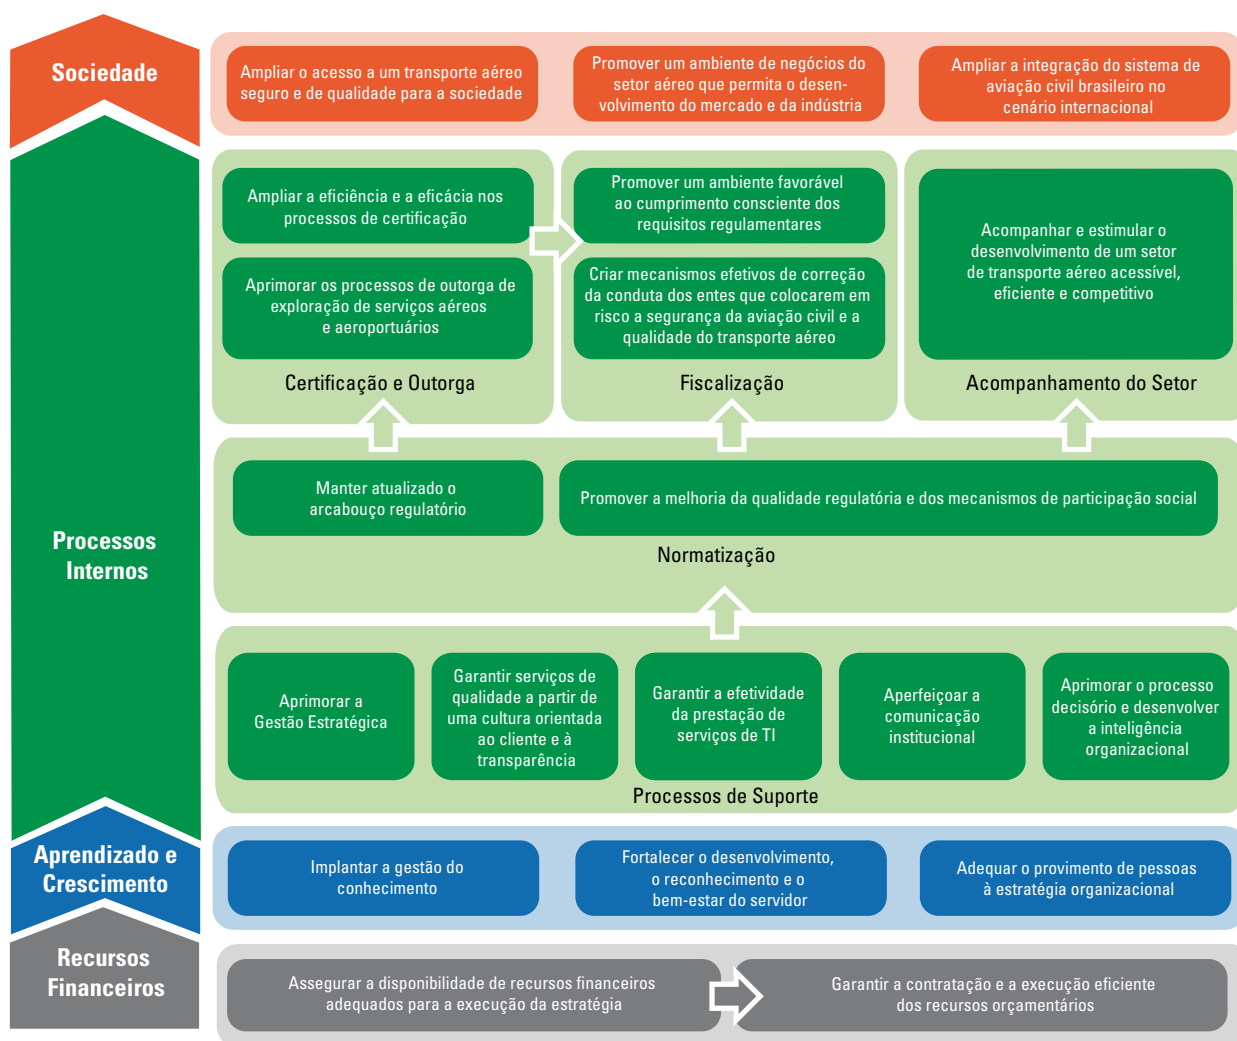 Sociedade
Ampliar o acesso a um transporte aéreo
seguro e de qualidade para a sociedade
Promover um ambiente de negócios do
setor aéreo que permita o desen-
volvimento do mercado e da indústria
Ampliar a integração do sistema de
aviação civil brasileiro no
cenário internacional
Processos
Internos
Ampliar a eficiência e a eficácia nos
processos de certificação
Aprimorar os processos de outorga de
exploração de serviços aéreos
e aeroportuários
Certificação e Outorga
Promover um ambiente favorável
ao cumprimento consciente dos
requisitos regulamentares
Criar mecanismos efetivos de correção
da conduta dos entes que colocarem em
risco a segurança da aviação civil e a
qualidade do transporte aéreo
Fiscalização
Acompanhar e estimular o
desenvolvimento de um setor
de transporte aéreo acessível,
eficiente e competitivo
Acompanhamento do Setor
Manter atualizado o
arcabouço regulatório
Promover a melhoria da qualidade regulatória e dos mecanismos de participação social
Normatização
Aprimorar a
Gestão Estratégica
Garantir serviços de
qualidade a partir de
uma cultura orientada
ao cliente e à
transparência
Garantir a efetividade
da prestação de
serviços de TI
Aperfeiçoar a
comunicação
institucional
Aprimorar o processo
decisório e desenvolver
a inteligência
organizacional
Processos de Suporte
Aprendizado e
Crescimento
Implantar a gestão do
conhecimento
Fortalecer o desenvolvimento,
o reconhecimento e o
bem-estar do servidor
Adequar o provimento de pessoas
à estratégia organizacional
Recursos
Financeiros
Assegurar a disponibilidade de recursos financeiros
adequados para a execução da estratégia
Garantir a contratação e a execução eficiente
dos recursos orçamentários